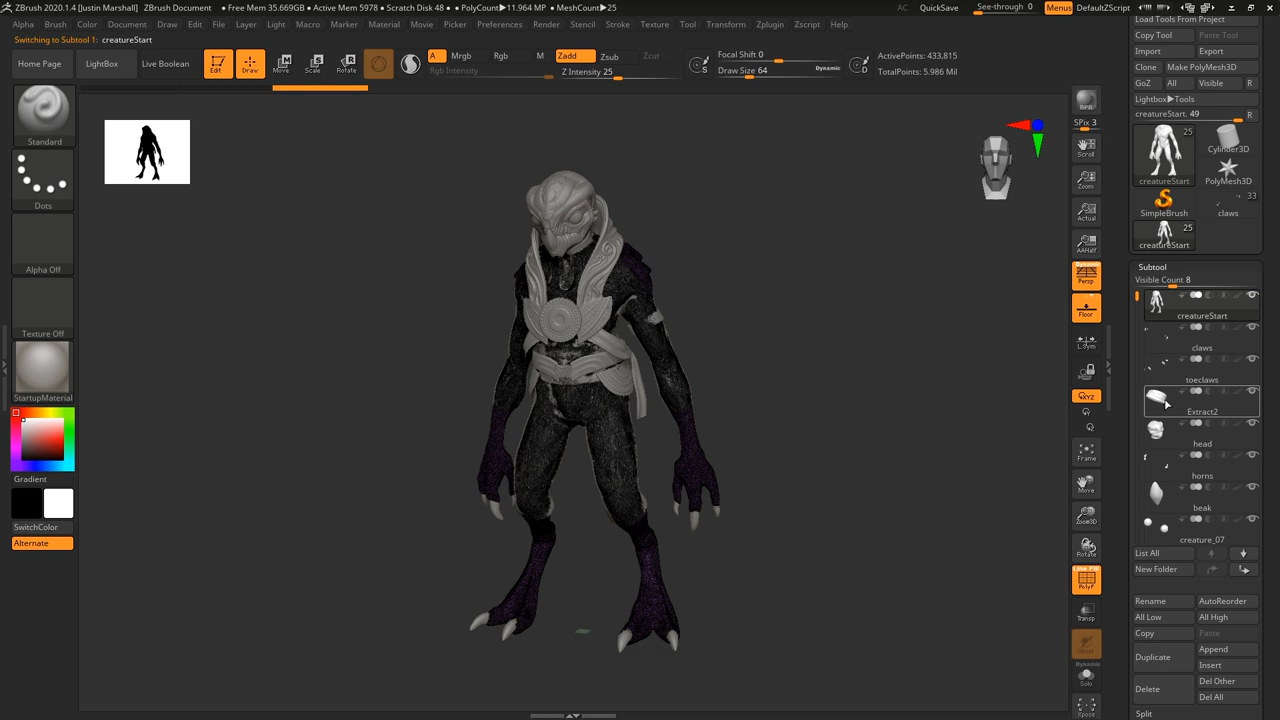 ZBrush 2020.1.4 [Justin Marshall]   ZBrush Document   • Free Mem 35.669GB • Active Mem 5978 • Scratch Disk 48 • PolyCount▶11.964 MP • MeshCount▶25
AC QuickSave See-through 0 Menus DefaultZScript
Alpha Brush Color Document Draw Edit File Layer Light Macro Marker Material Movie Picker Preferences Render Stencil Stroke Texture Tool Transform Zplugin Zscript Help
Switching to Subtool 1: creatureStart
Home Page LightBox Live Boolean
Edit Draw Move Scale Rotate
A Mrgb Rgb M Zadd Zsub Zcut
Rgb Intensity Z Intensity 25
Focal Shift 0
Draw Size 64 Dynamic
S D
ActivePoints: 433,815
TotalPoints: 5.986 Mil
Standard
Dots
Alpha Off
Texture Off
StartupMaterial
Gradient
SwitchColor
Alternate
BPR
SPix 3
Scroll
Zoom
Actual
AAHalf
Dynamic
Persp
Floor
L.Sym
XYZ
Frame
Move
Zoom3D
Rotate
Line Fill
PolyF
Transp
Ghost
Dynamic
Solo
Xpose
Load Tools From Project
Copy Tool Paste Tool
Import Export
Clone Make PolyMesh3D
GoZ All Visible R
Lightbox▶Tools
creatureStart. 49 R
25
creatureStart
Cylinder3D
PolyMesh3D
SimpleBrush
33
claws
25
creatureStart
Subtool
Visible Count 8
creatureStart
claws
toeclaws
Extract2
head
horns
beak
creature_07
List All
New Folder
Rename AutoReorder
All Low All High
Copy Paste
Duplicate Append
Insert
Delete Del Other
Del All
Split